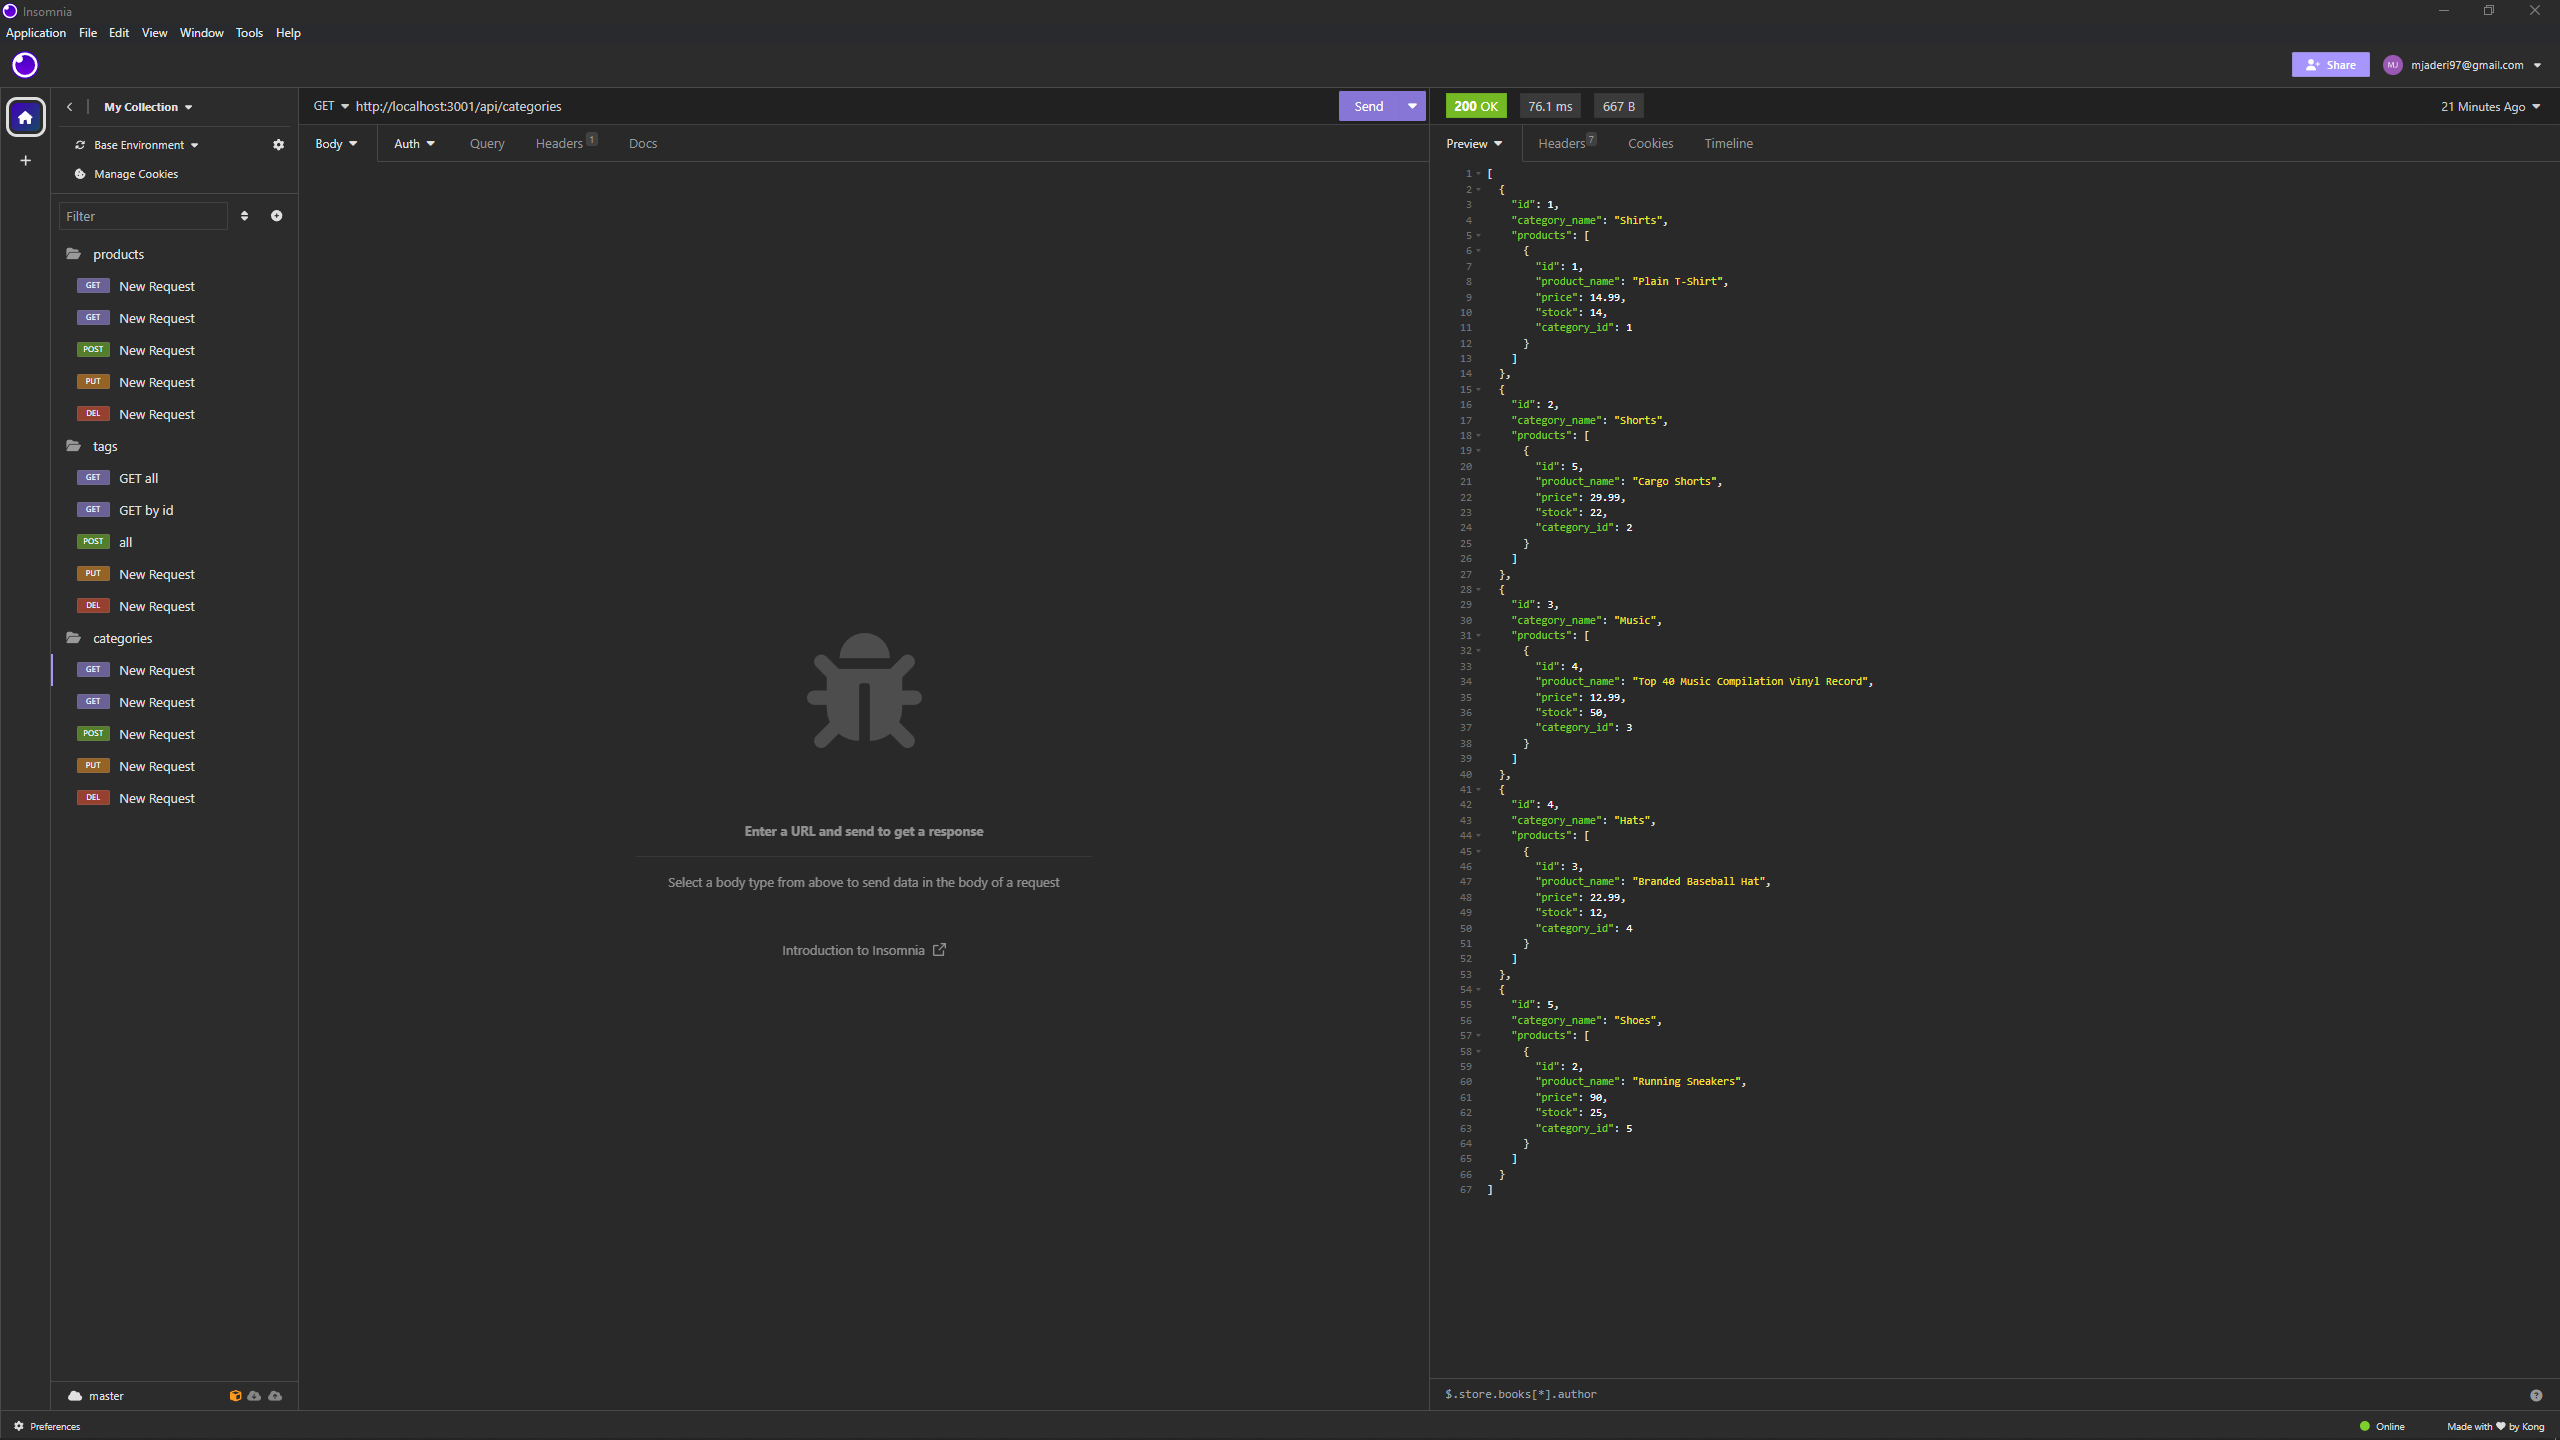 Insomnia
Application File Edit View Window Tools Help
Share MJ mjaderi97@gmail.com
My Collection
Base Environment
Manage Cookies
Filter
products
GET New Request
GET New Request
POST New Request
PUT New Request
DEL New Request
tags
GET GET all
GET GET by id
POST all
PUT New Request
DEL New Request
categories
GET New Request
GET New Request
POST New Request
PUT New Request
DEL New Request
master
GET http://localhost:3001/api/categories Send
Body Auth Query Headers 1 Docs
Enter a URL and send to get a response
Select a body type from above to send data in the body of a request
Introduction to Insomnia
200 OK 76.1 ms 667 B 21 Minutes Ago
Preview Headers 7 Cookies Timeline
1 [
2 {
3 "id": 1,
4 "category_name": "Shirts",
5 "products": [
6 {
7 "id": 1,
8 "product_name": "Plain T-Shirt",
9 "price": 14.99,
10 "stock": 14,
11 "category_id": 1
12 }
13 ]
14 },
15 {
16 "id": 2,
17 "category_name": "Shorts",
18 "products": [
19 {
20 "id": 5,
21 "product_name": "Cargo Shorts",
22 "price": 29.99,
23 "stock": 22,
24 "category_id": 2
25 }
26 ]
27 },
28 {
29 "id": 3,
30 "category_name": "Music",
31 "products": [
32 {
33 "id": 4,
34 "product_name": "Top 40 Music Compilation Vinyl Record",
35 "price": 12.99,
36 "stock": 50,
37 "category_id": 3
38 }
39 ]
40 },
41 {
42 "id": 4,
43 "category_name": "Hats",
44 "products": [
45 {
46 "id": 3,
47 "product_name": "Branded Baseball Hat",
48 "price": 22.99,
49 "stock": 12,
50 "category_id": 4
51 }
52 ]
53 },
54 {
55 "id": 5,
56 "category_name": "Shoes",
57 "products": [
58 {
59 "id": 2,
60 "product_name": "Running Sneakers",
61 "price": 90,
62 "stock": 25,
63 "category_id": 5
64 }
65 ]
66 }
67 ]
$.store.books[*].author
Preferences
Online Made with ♥ by Kong